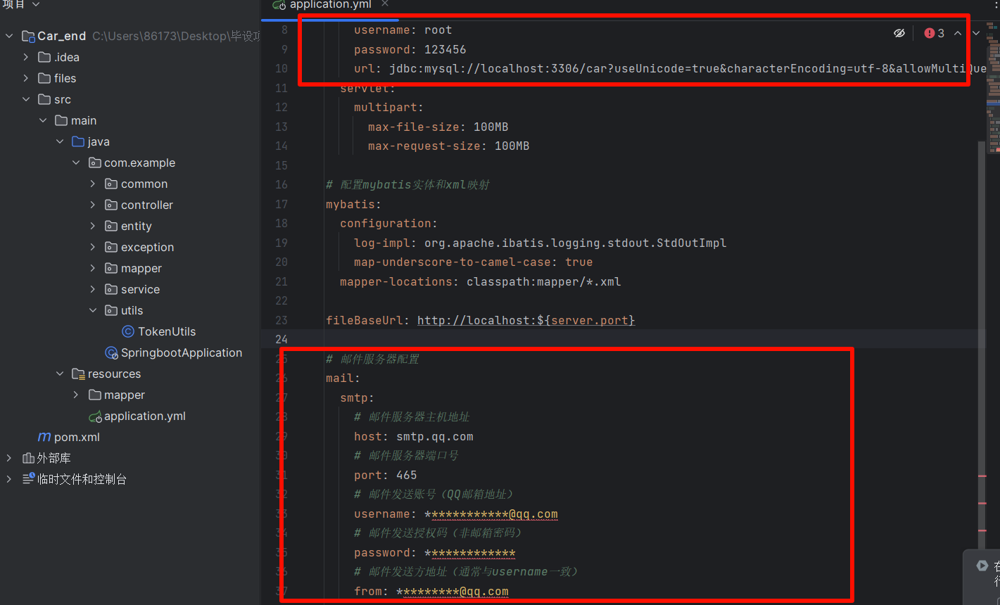 项目
application.yml
Car_end C:\Users\86173\Desktop\毕设项
.idea
files
src
main
java
com.example
common
controller
entity
exception
mapper
service
utils
TokenUtils
SpringbootApplication
resources
mapper
application.yml
pom.xml
外部库
临时文件和控制台
3
8 username: root
9 password: 123456
10 url: jdbc:mysql://localhost:3306/car?useUnicode=true&characterEncoding=utf-8&allowMultiQue
11 servlet:
12 multipart:
13 max-file-size: 100MB
14 max-request-size: 100MB
15
16 # 配置mybatis实体和xml映射
17 mybatis:
18 configuration:
19 log-impl: org.apache.ibatis.logging.stdout.StdOutImpl
20 map-underscore-to-camel-case: true
21 mapper-locations: classpath:mapper/*.xml
22
23 fileBaseUrl: http://localhost:${server.port}
24
25 # 邮件服务器配置
26 mail:
27 smtp:
28 # 邮件服务器主机地址
29 host: smtp.qq.com
30 # 邮件服务器端口号
31 port: 465
32 # 邮件发送账号（QQ邮箱地址）
33 username: ************@qq.com
34 # 邮件发送授权码（非邮箱密码）
35 password: *************
36 # 邮件发送方地址（通常与username一致）
37 from: *********@qq.com
在
行